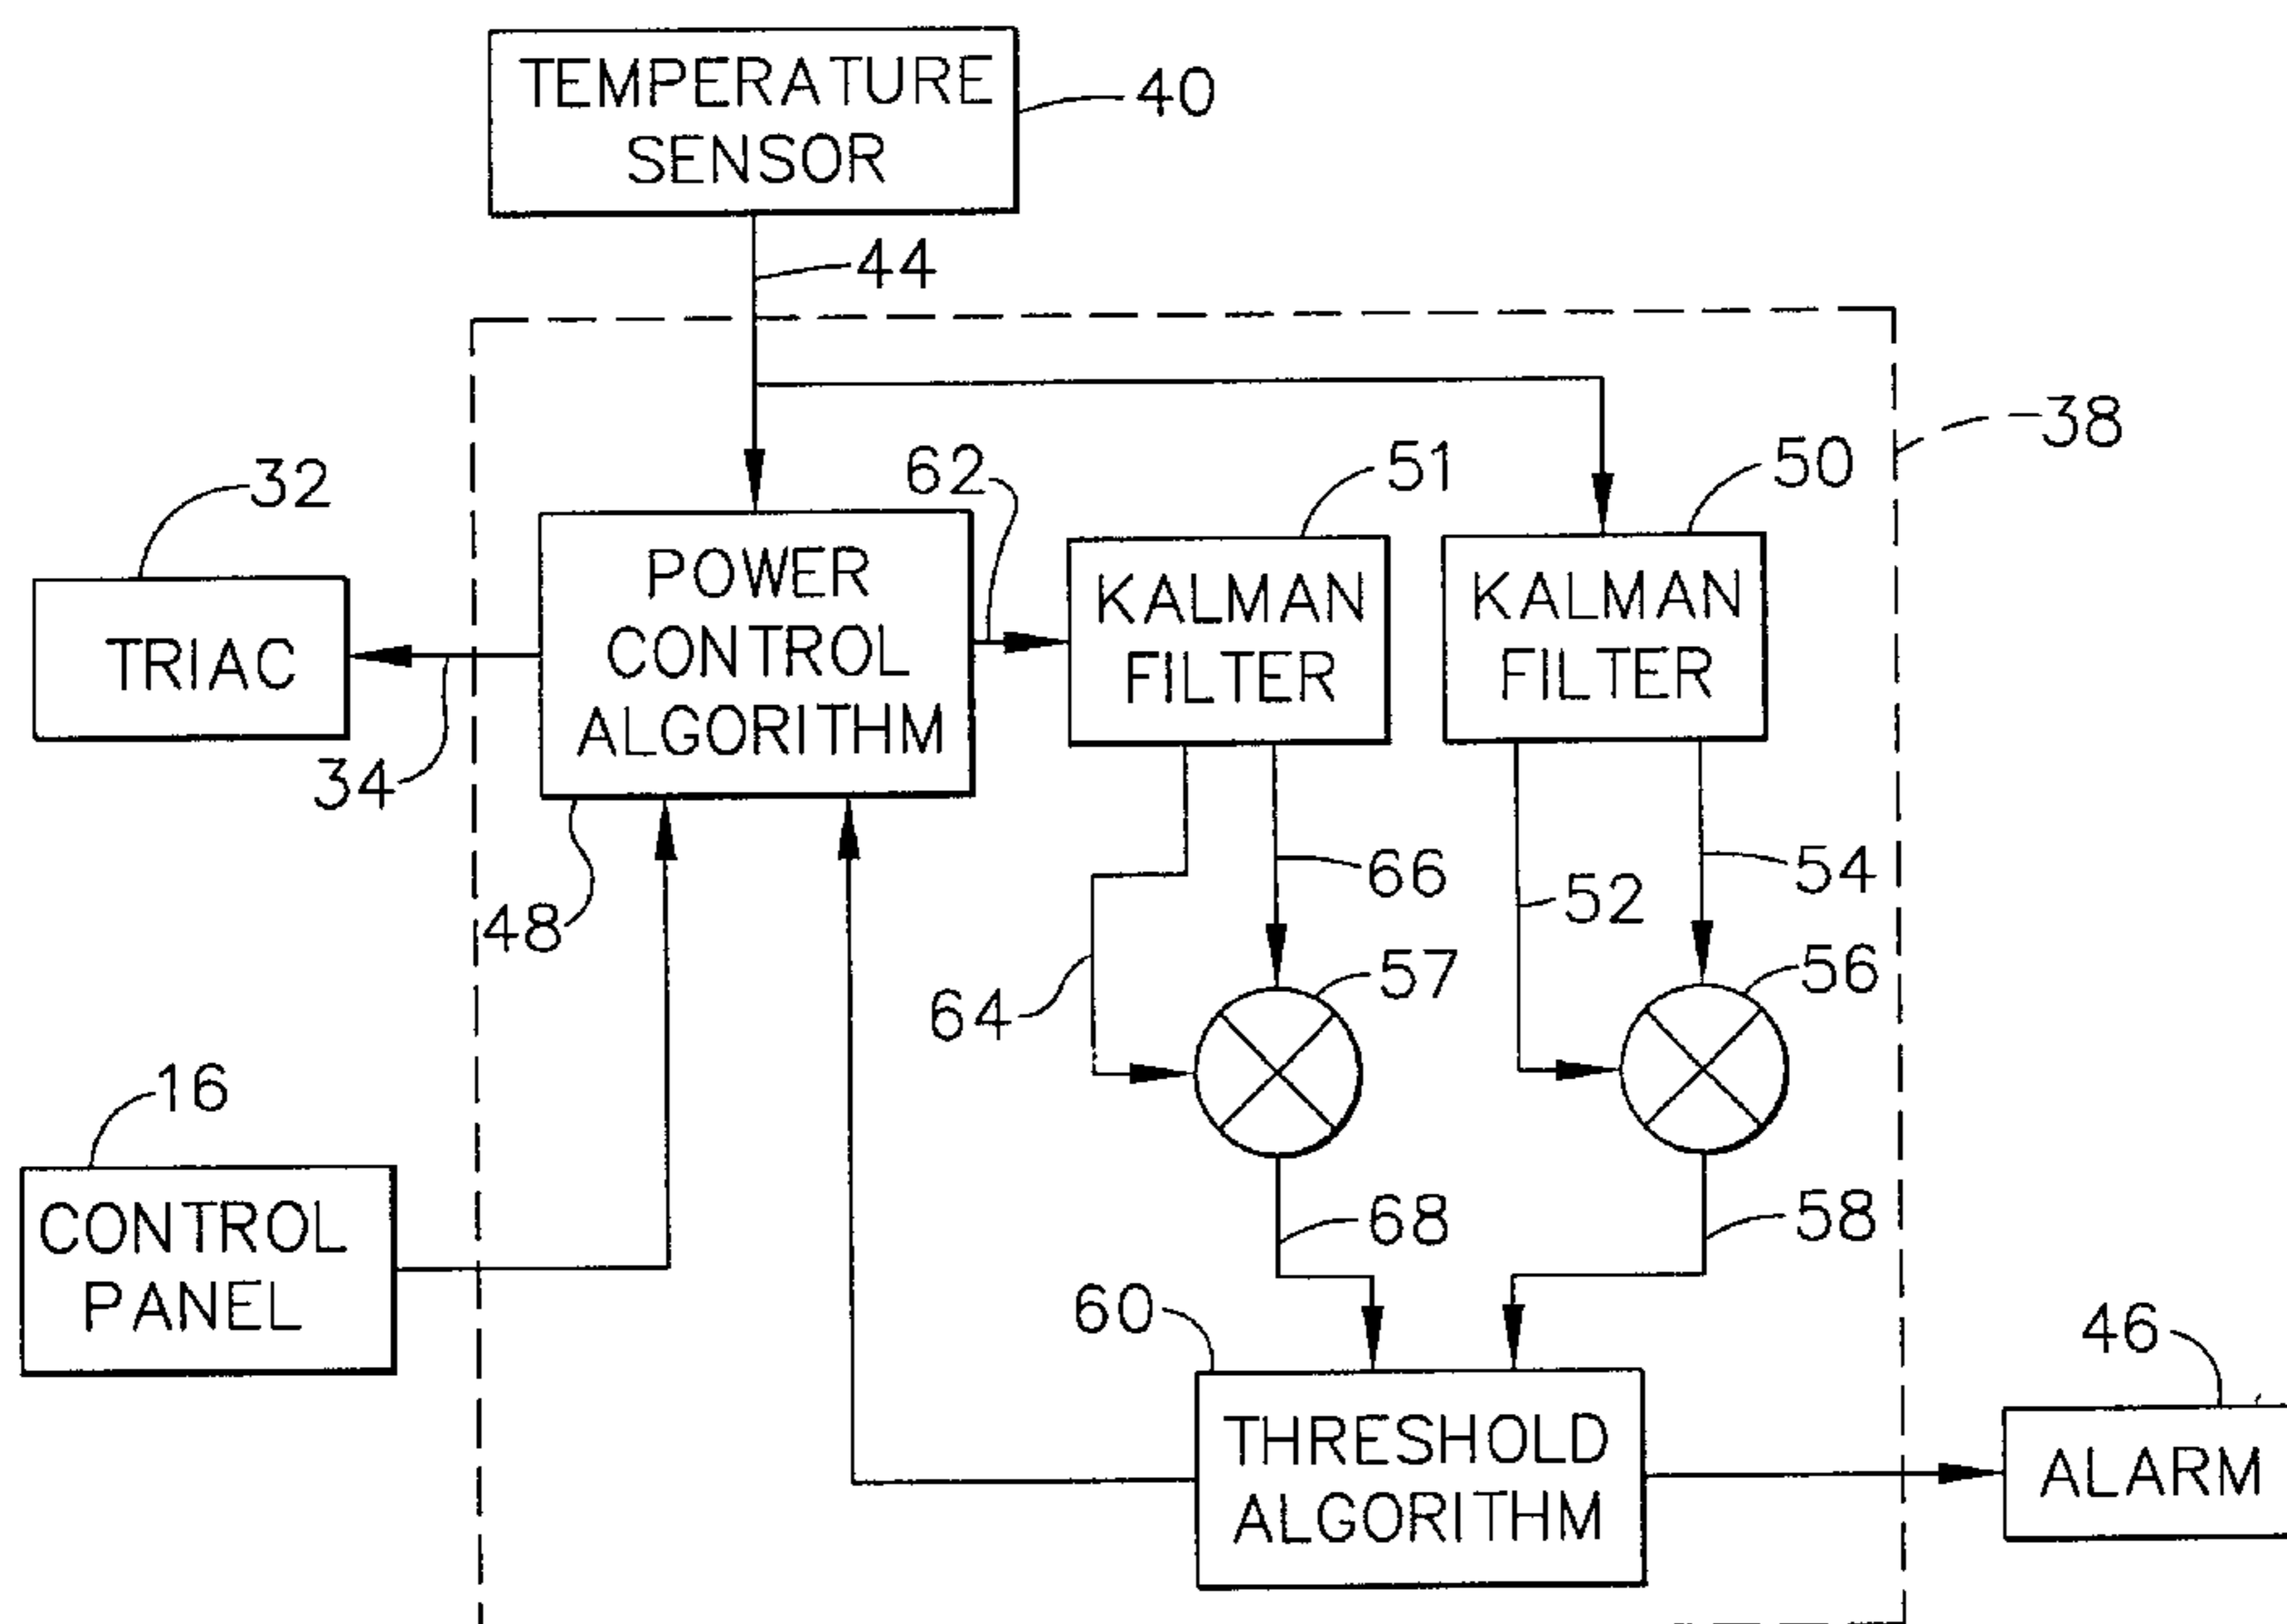 TEMPERATURE
SENSOR
40
44
38
32
62
51
50
TRIAC
POWER
CONTROL
ALGORITHM
KALMAN
FILTER
KALMAN
FILTER
34
48
66
52
54
64
57
56
16
CONTROL
PANEL
68
58
60
THRESHOLD
ALGORITHM
46
ALARM